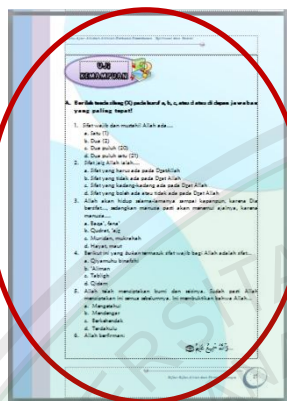 UJI
KEMAMPUAN
A. Berilah tanda silang (X) pada huruf a, b, c, atau d di depan jawaban
yang paling tepat!
1. Sifat wajib dan mustahil Allah ada....
a. Satu (1)
b. Dua (2)
c. Dua puluh (20)
d. Dua puluh satu (21)
2. Sifat jaiz Allah ialah....
a. Sifat yang harus ada pada Dzat Allah
b. Sifat yang tidak ada pada Dzat Allah
c. Sifat yang kadang-kadang ada pada Dzat Allah
d. Sifat yang boleh ada atau tidak ada pada Dzat Allah
3. Allah akan hidup selama-lamanya sampai kapanpun, karena Dia
bersifat..., sedangkan manusia pasti akan menemui ajalnya, karena
manusia....
a. Baqa', fana'
b. Qudrat, 'ajz
c. Muridan, mukrahah
d. Hayat, maut
4. Berikut ini yang bukan termasuk sifat wajib bagi Allah adalah sifat...
a. Qiyamuhu binafsihi
b. 'Aliman
c. Tabligh
d. Qidam
5. Allah telah menciptakan bumi dan seisinya. Sudah pasti Allah
menciptakan ini semua sebelumnya. Ini membuktikan bahwa Allah...
a. Mengetahui
b. Mendengar
c. Berkehendak
d. Terdahulu
6. Allah berfirman: